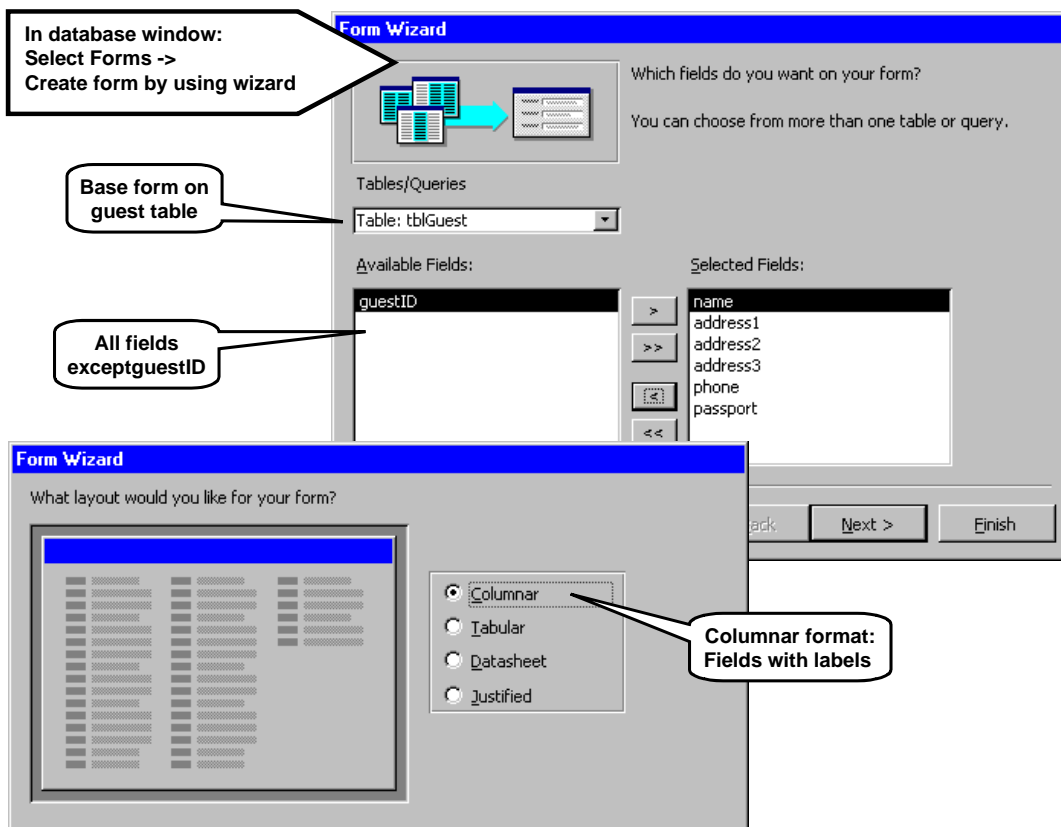 In database window:
Select Forms ->
Create form by using wizard
Form Wizard
Which fields do you want on your form?
You can choose from more than one table or query.
Base form on
guest table
Tables/Queries
Table: tblGuest
Available Fields:
Selected Fields:
guestID
>
>>
<
<<
name
address1
address2
address3
phone
passport
All fields
exceptguestID
ack
Next >
Finish
Form Wizard
What layout would you like for your form?
Columnar
Tabular
Datasheet
Justified
Columnar format:
Fields with labels